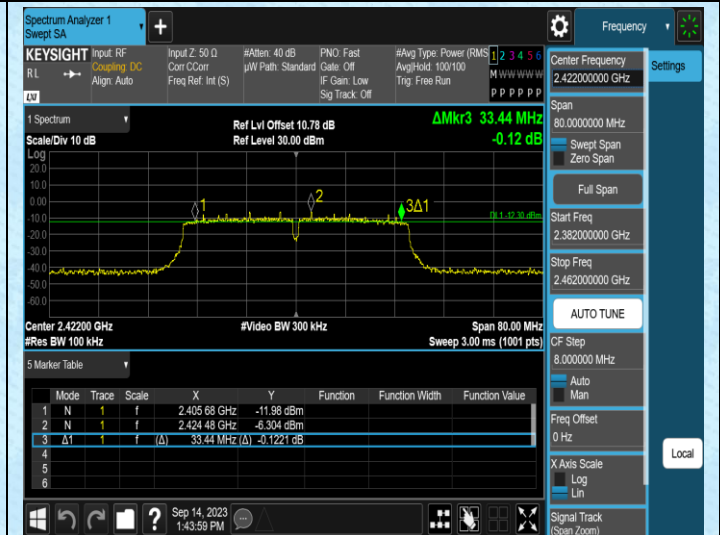 Spectrum Analyzer 1
Swept SA
+
Frequency
KEYSIGHT
RL
LXI
Input: RF
Coupling: DC
Align: Auto
Input Z: 50 Ω
Corr CCorr
Freq Ref: Int (S)
#Atten: 40 dB
µW Path: Standard
PNO: Fast
Gate: Off
IF Gain: Low
Sig Track: Off
#Avg Type: Power (RMS
Avg|Hold: 100/100
Trig: Free Run
1 2 3 4 5 6
M W W W W W
P P P P P P
1 Spectrum
Scale/Div 10 dB
Ref Lvl Offset 10.78 dB
Ref Level 30.00 dBm
ΔMkr3 33.44 MHz
-0.12 dB
Log
20.0
10.0
0.00
-10.0
-20.0
-30.0
-40.0
-50.0
-60.0
1
2
3Δ1
DL1 -12.30 dBm
Center 2.42200 GHz
#Video BW 300 kHz
Span 80.00 MHz
#Res BW 100 kHz
Sweep 3.00 ms (1001 pts)
5 Marker Table
Mode Trace Scale X Y Function Function Width Function Value
1 N 1 f 2.405 68 GHz -11.98 dBm
2 N 1 f 2.424 48 GHz -6.304 dBm
3 Δ1 1 f (Δ) 33.44 MHz (Δ) -0.1221 dB
4
5
6
?
Sep 14, 2023
1:43:59 PM
Center Frequency
2.422000000 GHz
Span
80.0000000 MHz
Swept Span
Zero Span
Full Span
Start Freq
2.382000000 GHz
Stop Freq
2.462000000 GHz
AUTO TUNE
CF Step
8.000000 MHz
Auto
Man
Freq Offset
0 Hz
X Axis Scale
Log
Lin
Signal Track
(Span Zoom)
Settings
Local